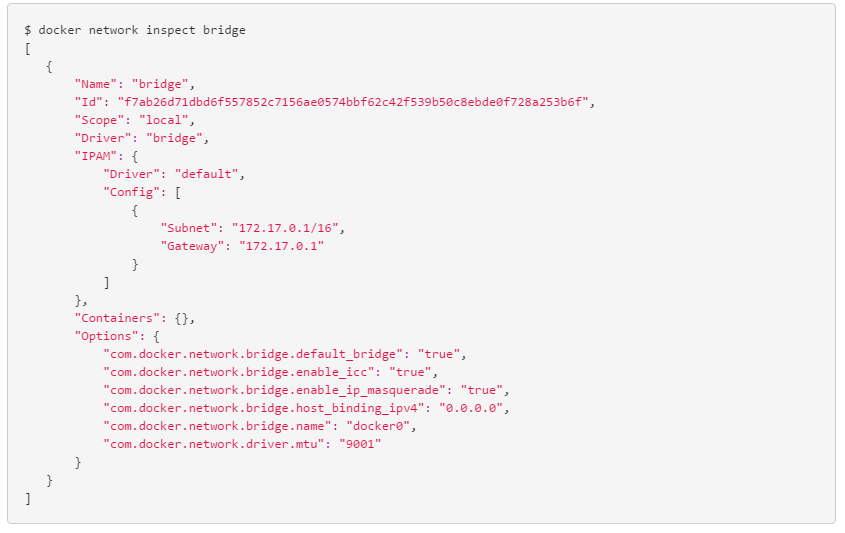 $ docker network inspect bridge
[
   {
       "Name": "bridge",
       "Id": "f7ab26d71dbd6f557852c7156ae0574bbf62c42f539b50c8ebde0f728a253b6f",
       "Scope": "local",
       "Driver": "bridge",
       "IPAM": {
           "Driver": "default",
           "Config": [
               {
                   "Subnet": "172.17.0.1/16",
                   "Gateway": "172.17.0.1"
               }
           ]
       },
       "Containers": {},
       "Options": {
           "com.docker.network.bridge.default_bridge": "true",
           "com.docker.network.bridge.enable_icc": "true",
           "com.docker.network.bridge.enable_ip_masquerade": "true",
           "com.docker.network.bridge.host_binding_ipv4": "0.0.0.0",
           "com.docker.network.bridge.name": "docker0",
           "com.docker.network.driver.mtu": "9001"
       }
   }
]